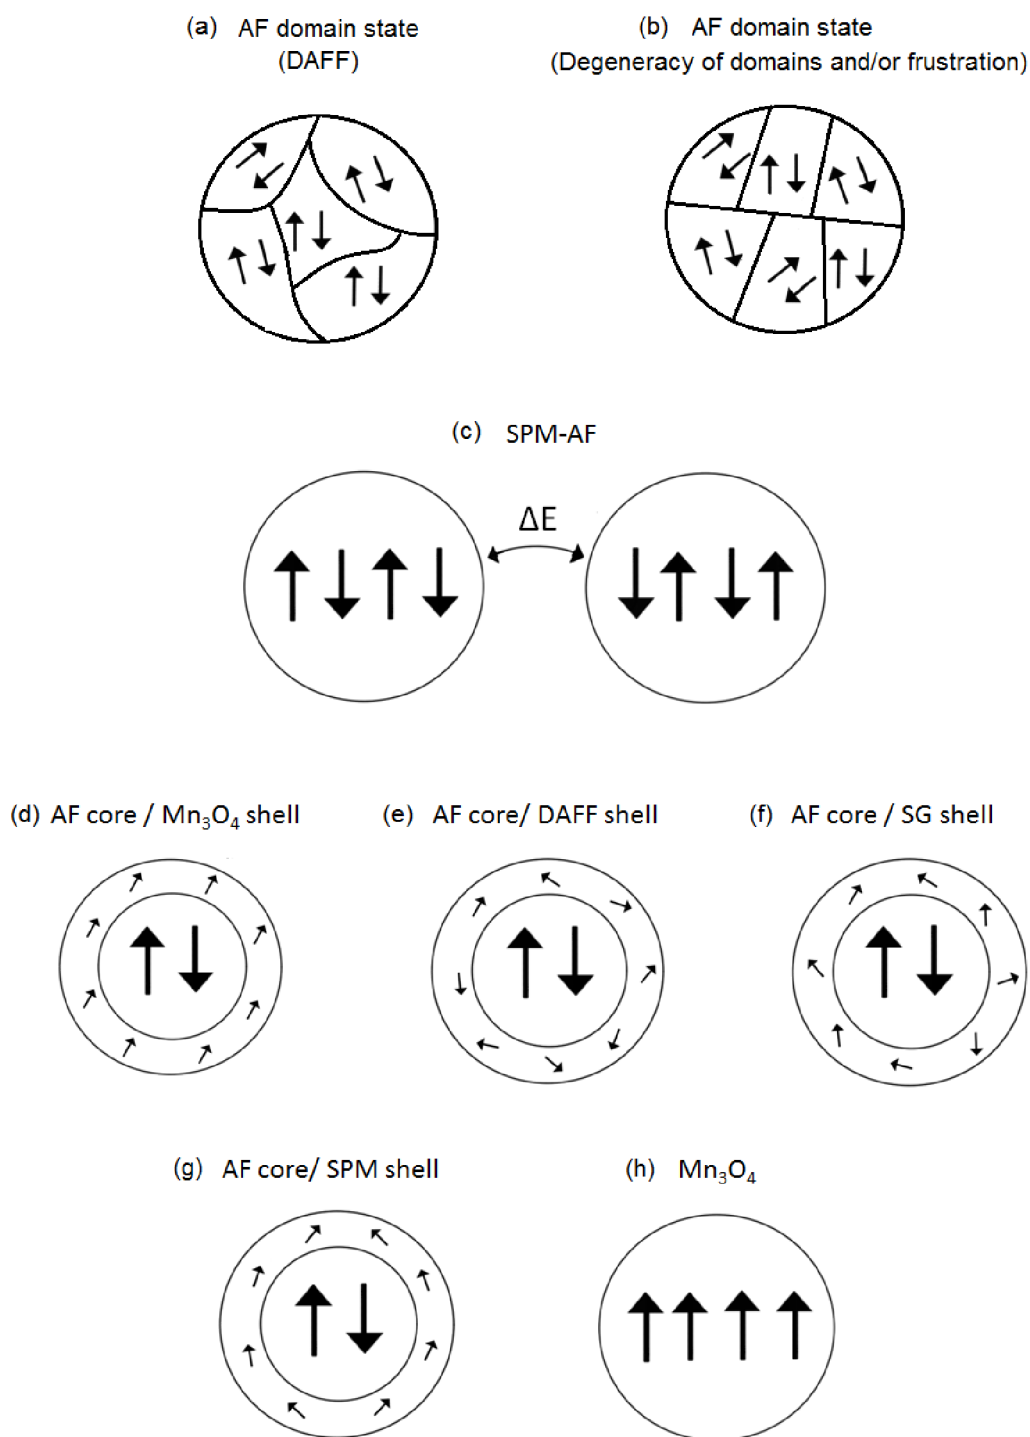 (a) AF domain state
(DAFF)
(b) AF domain state
(Degeneracy of domains and/or frustration)
(c) SPM-AF
ΔE
(d) AF core / Mn₃O₄ shell
(e) AF core/ DAFF shell
(f) AF core / SG shell
(g) AF core/ SPM shell
(h) Mn₃O₄